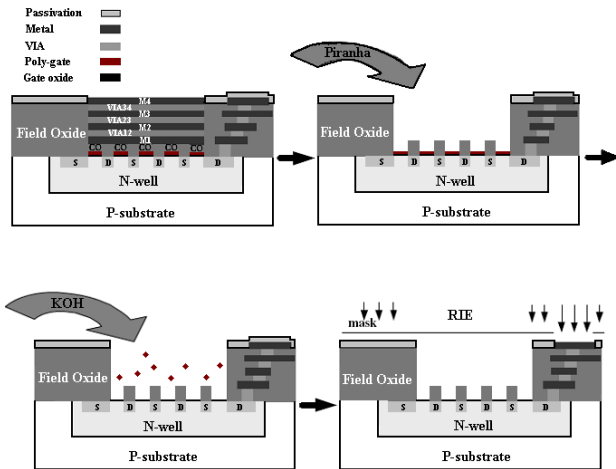 Passivation
Metal
VIA
Poly-gate
Gate oxide
Piranha
M4
VIA34
M3
VIA23
M2
VIA12
M1
CO CO CO CO CO
Field Oxide
S D S D S D
N-well
P-substrate
Field Oxide
S D S D S D
N-well
P-substrate
KOH
mask
RIE
Field Oxide
S D S D S D
N-well
P-substrate
Field Oxide
S D S D S D
N-well
P-substrate